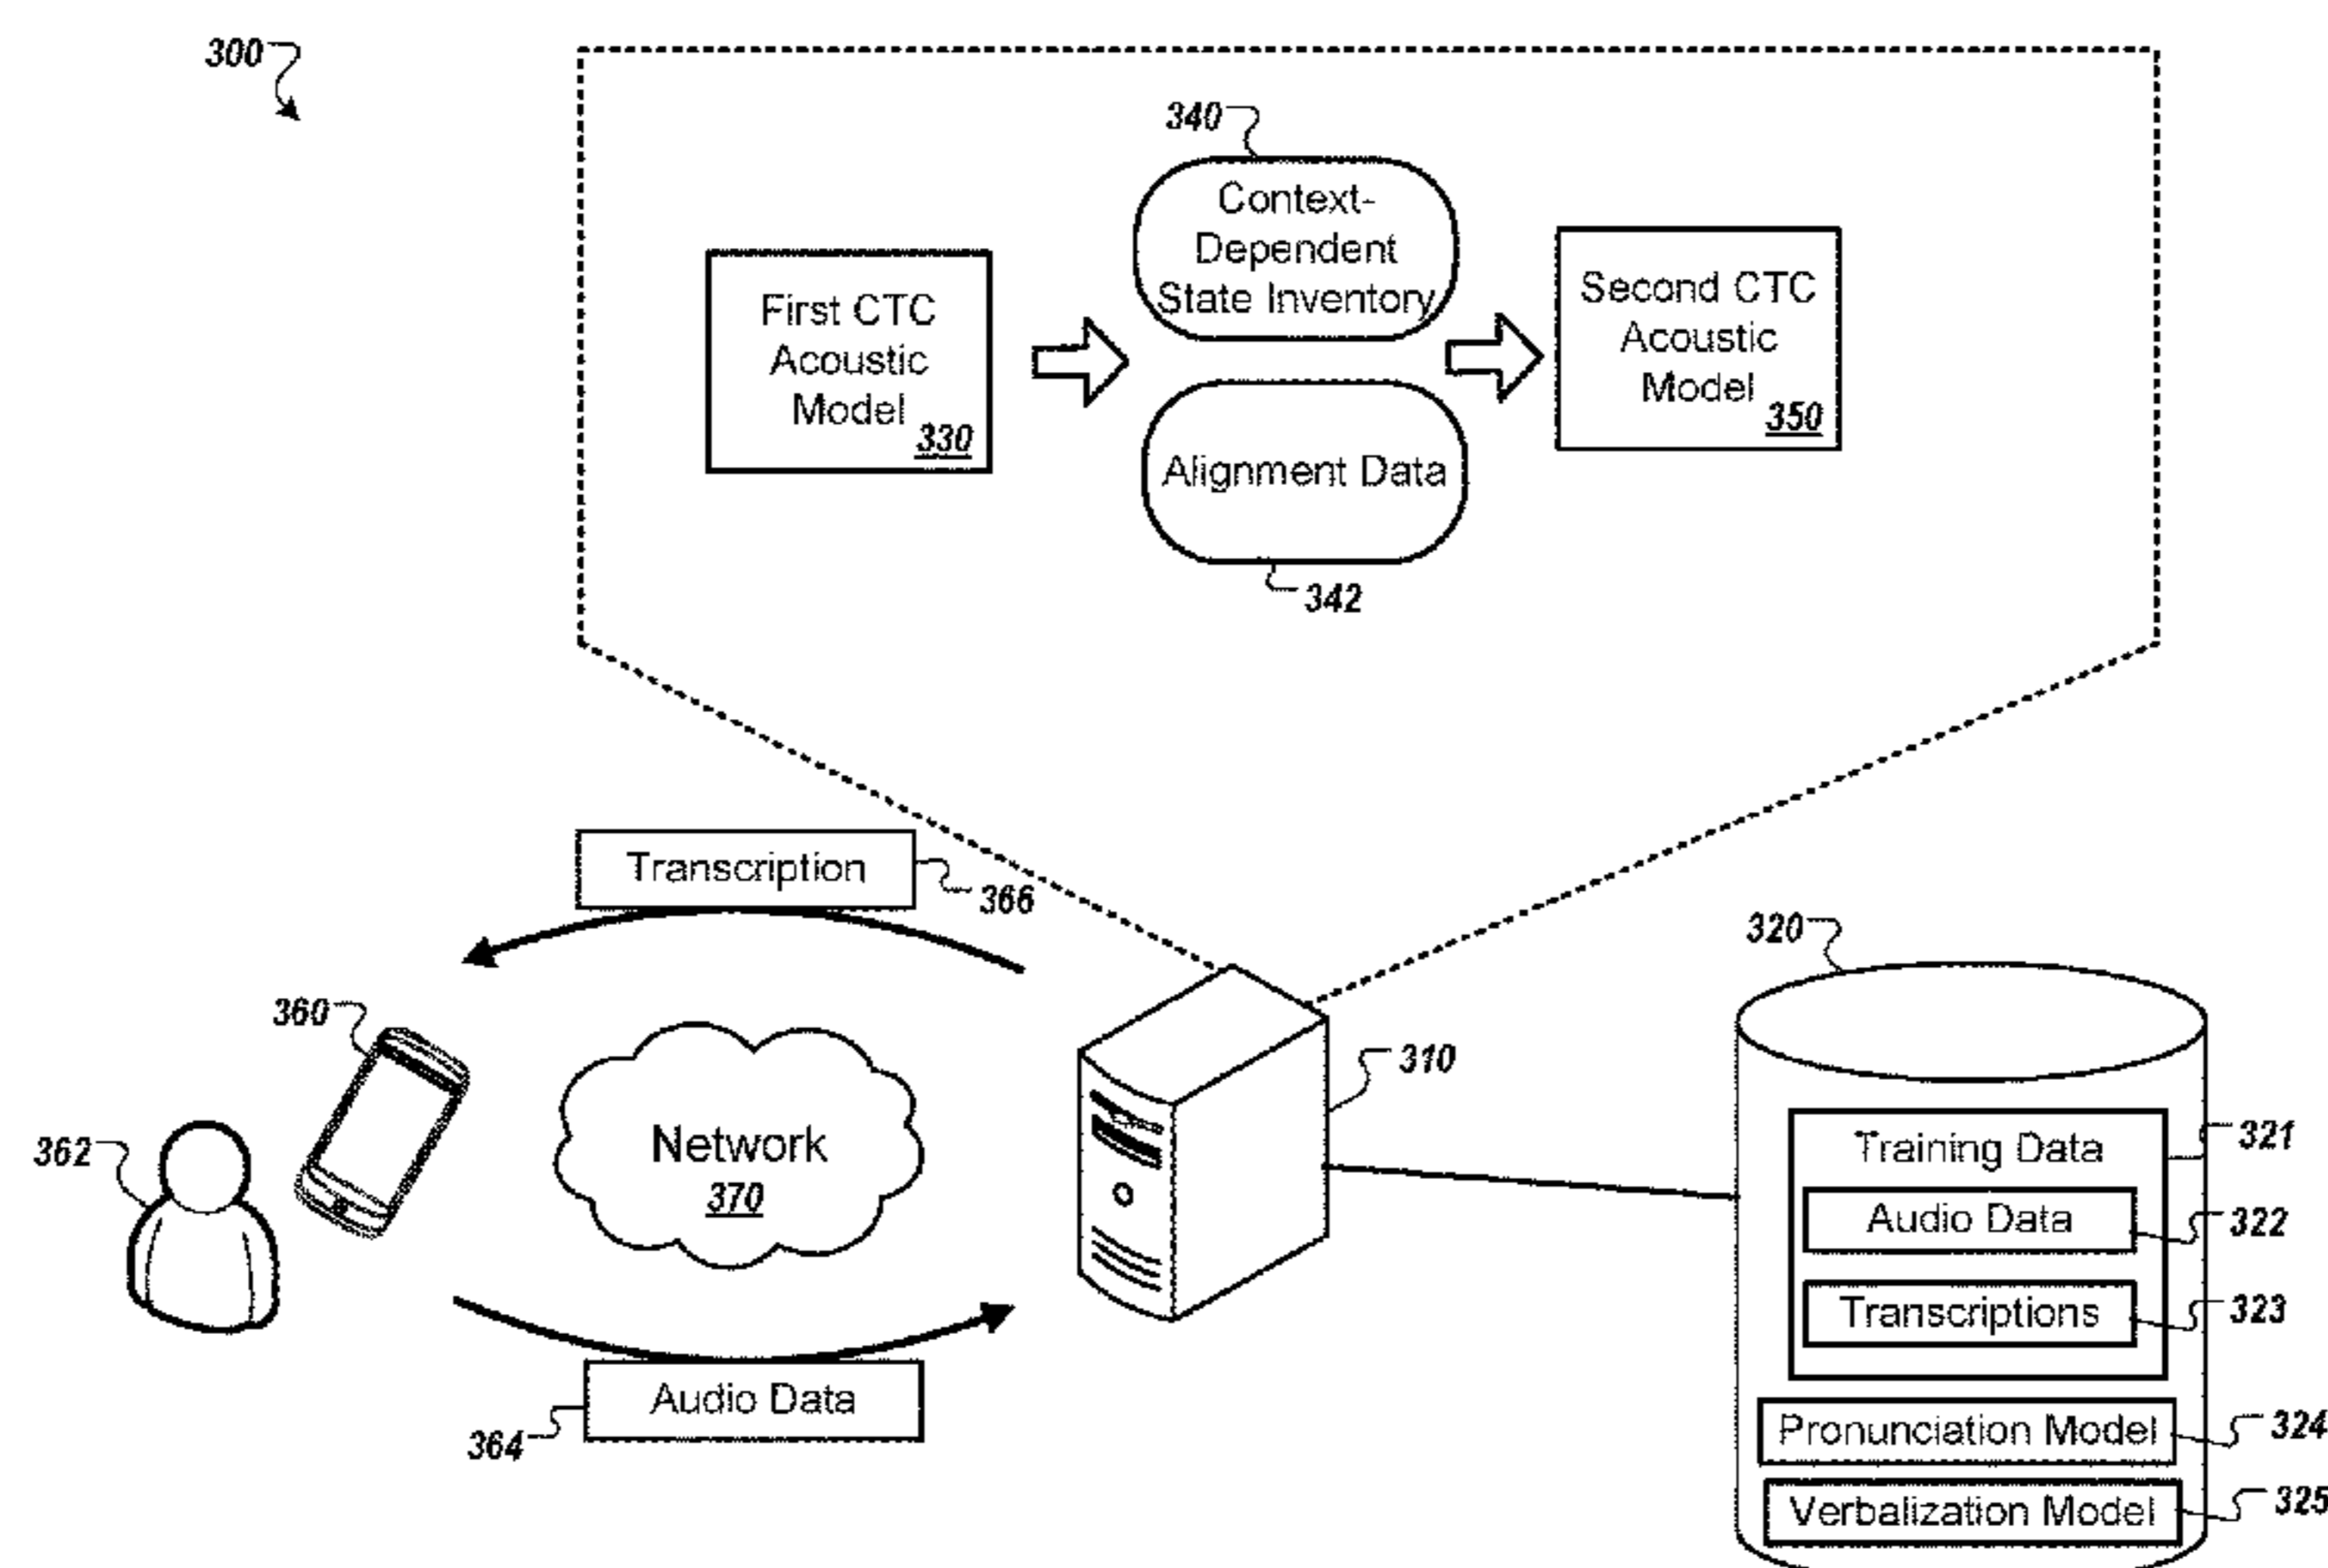 300
340
Context-
Dependent
State Inventory
First CTC
Acoustic
Model
330
Second CTC
Acoustic
Model
350
Alignment Data
342
Transcription
366
320
360
310
362
Network
370
Training Data
321
Audio Data
322
Transcriptions
323
Audio Data
364
Pronunciation Model
324
Verbalization Model
325